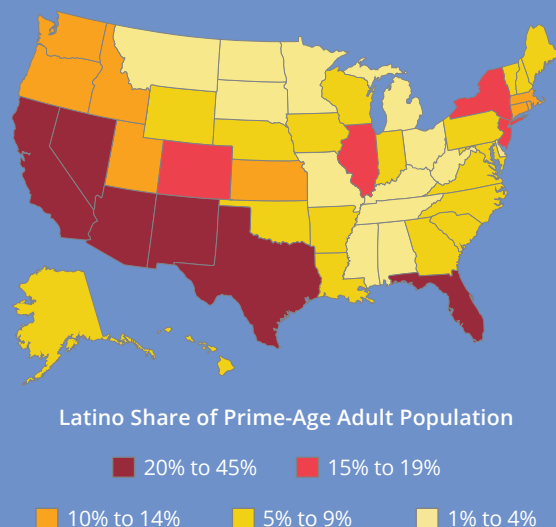 Latino Share of Prime-Age Adult Population
20% to 45% 15% to 19%
10% to 14% 5% to 9% 1% to 4%